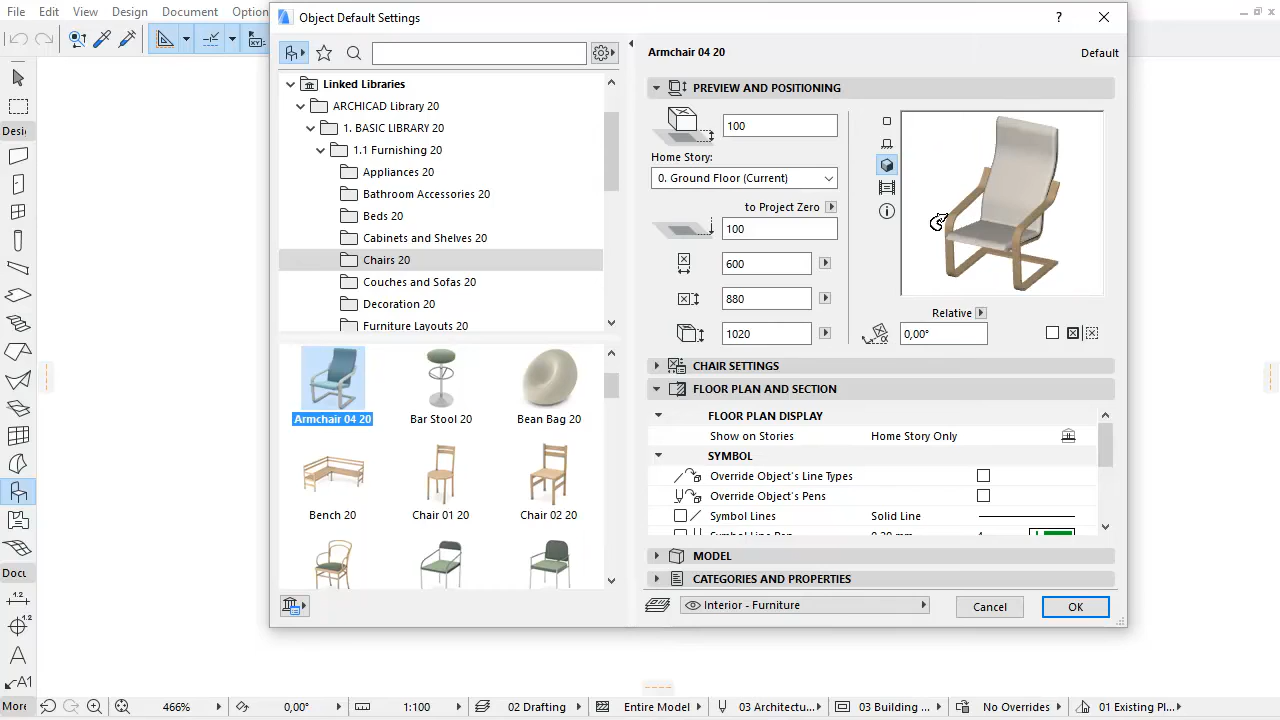 File Edit View Design Document Option
Object Default Settings
?
Armchair 04 20
Default
Linked Libraries
ARCHICAD Library 20
1. BASIC LIBRARY 20
1.1 Furnishing 20
Appliances 20
Bathroom Accessories 20
Beds 20
Cabinets and Shelves 20
Chairs 20
Couches and Sofas 20
Decoration 20
Furniture Layouts 20
PREVIEW AND POSITIONING
100
Home Story:
0. Ground Floor (Current)
to Project Zero
100
600
880
1020
Relative
0,00°
Armchair 04 20 Bar Stool 20 Bean Bag 20
Bench 20 Chair 01 20 Chair 02 20
CHAIR SETTINGS
FLOOR PLAN AND SECTION
FLOOR PLAN DISPLAY
Show on Stories Home Story Only
SYMBOL
Override Object's Line Types
Override Object's Pens
Symbol Lines Solid Line
MODEL
CATEGORIES AND PROPERTIES
Interior - Furniture
Cancel OK
Desi
Docu
1.2
1.2
A
A1
More
466% 0,00° 1:100 02 Drafting Entire Model 03 Architectu... 03 Building ... No Overrides 01 Existing Pl...